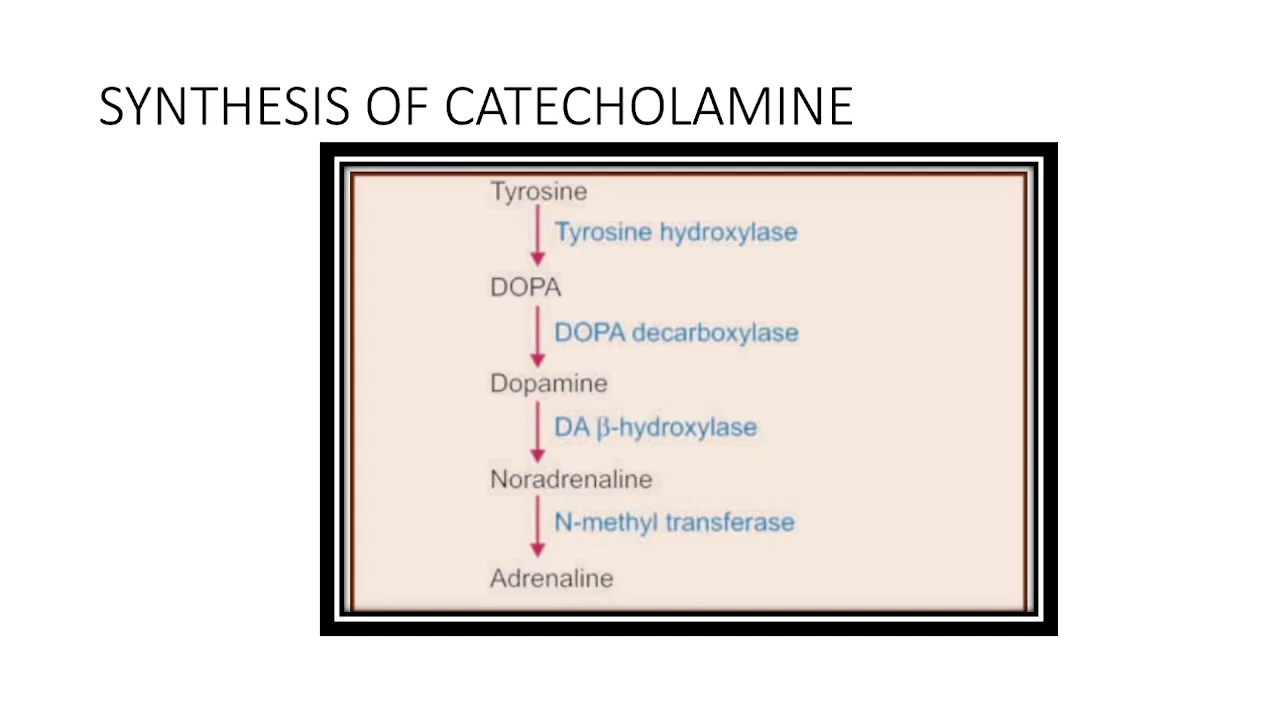 SYNTHESIS OF CATECHOLAMINE
Tyrosine
Tyrosine hydroxylase
DOPA
DOPA decarboxylase
Dopamine
DA β-hydroxylase
Noradrenaline
N-methyl transferase
Adrenaline